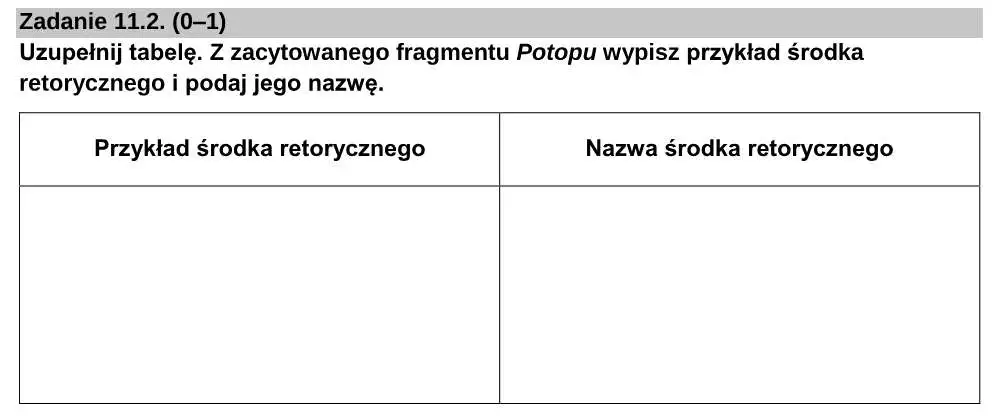 Zadanie 11.2. (0–1)
Uzupełnij tabelę. Z zacytowanego fragmentu Potopu wypisz przykład środka
retorycznego i podaj jego nazwę.
Przykład środka retorycznego
Nazwa środka retorycznego